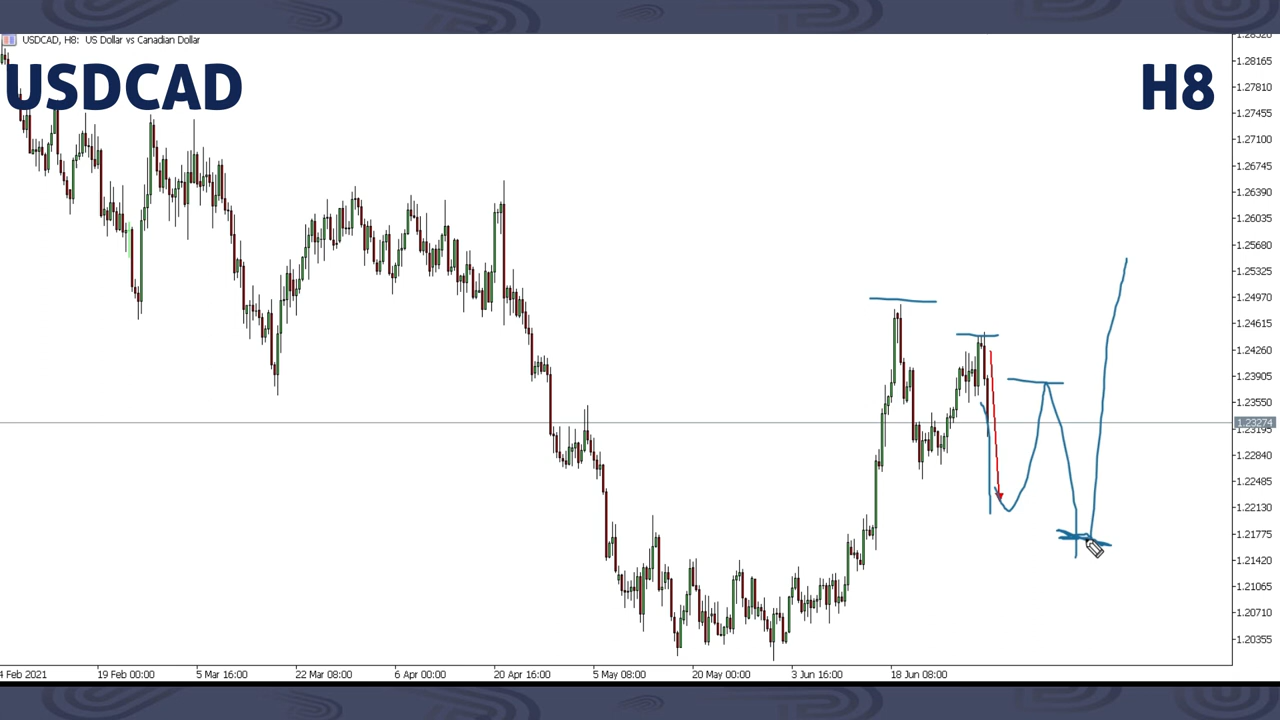 USDCAD, H8: US Dollar vs Canadian Dollar
USDCAD
H8
1.28520
1.28165
1.27810
1.27455
1.27100
1.26745
1.26390
1.26035
1.25680
1.25325
1.24970
1.24615
1.24260
1.23905
1.23550
1.23274
1.23195
1.22840
1.22485
1.22130
1.21775
1.21420
1.21065
1.20710
1.20355
4 Feb 2021
19 Feb 00:00
5 Mar 16:00
22 Mar 08:00
6 Apr 00:00
20 Apr 16:00
5 May 08:00
20 May 00:00
3 Jun 16:00
18 Jun 08:00